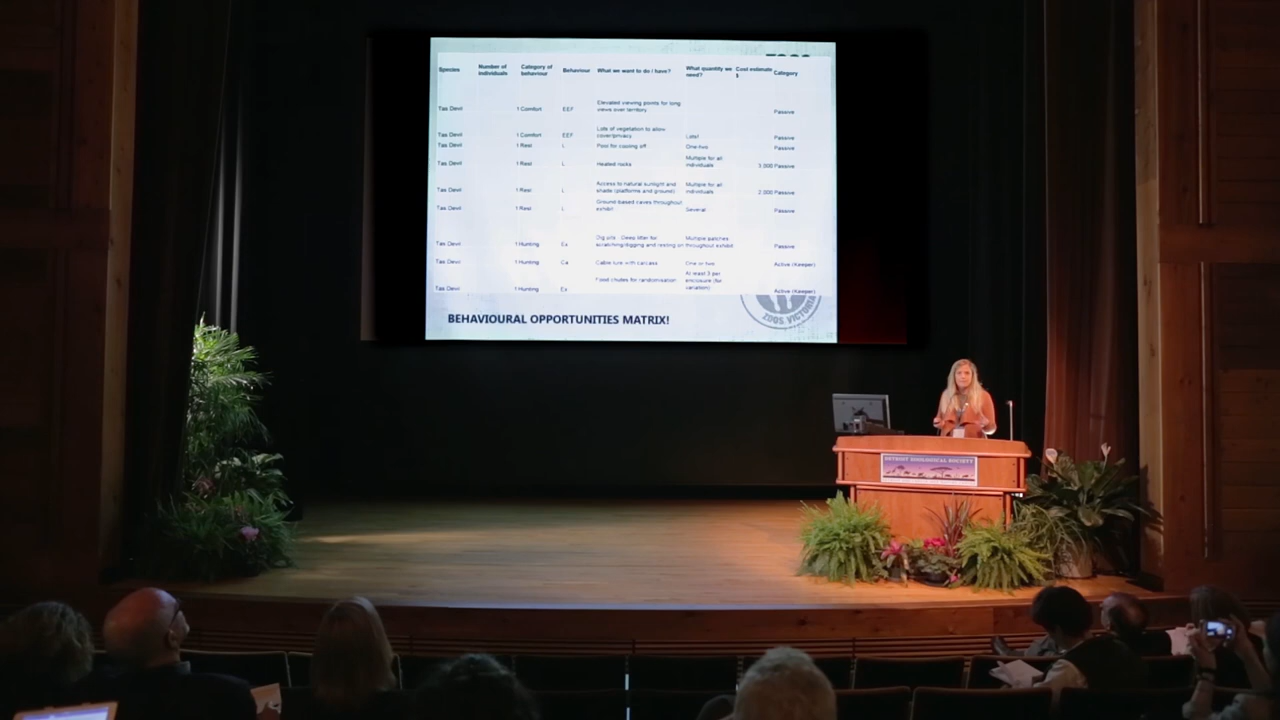 Species Number of individuals Category of behaviour Behaviour What we want to do / have? What quantity we need? Cost estimate $ Category
Tas Devil 1 Comfort EEF Elevated viewing points for long views over territory Passive
Tas Devil 1 Comfort EEF Lots of vegetation to allow cover/privacy Lots! Passive
Tas Devil 1 Rest L Pool for cooling off One-two Passive
Tas Devil 1 Rest L Heated rocks Multiple for all individuals 3,000 Passive
Tas Devil 1 Rest L Access to natural sunlight and shade (platforms and ground) Multiple for all individuals 2,000 Passive
Tas Devil 1 Rest L Ground based caves throughout exhibit Several Passive
Tas Devil 1 Hunting Ex Dig pits - Deep litter for scratching/digging and resting on Multiple patches throughout exhibit Passive
Tas Devil 1 Hunting Ca Cable lure with carcass One or two Active (Keeper)
Tas Devil 1 Hunting Ex Food chutes for randomisation At least 3 per enclosure (for variation) Active (Keeper)
BEHAVIOURAL OPPORTUNITIES MATRIX!
ZOOS VICTORIA
DETROIT ZOOLOGICAL SOCIETY